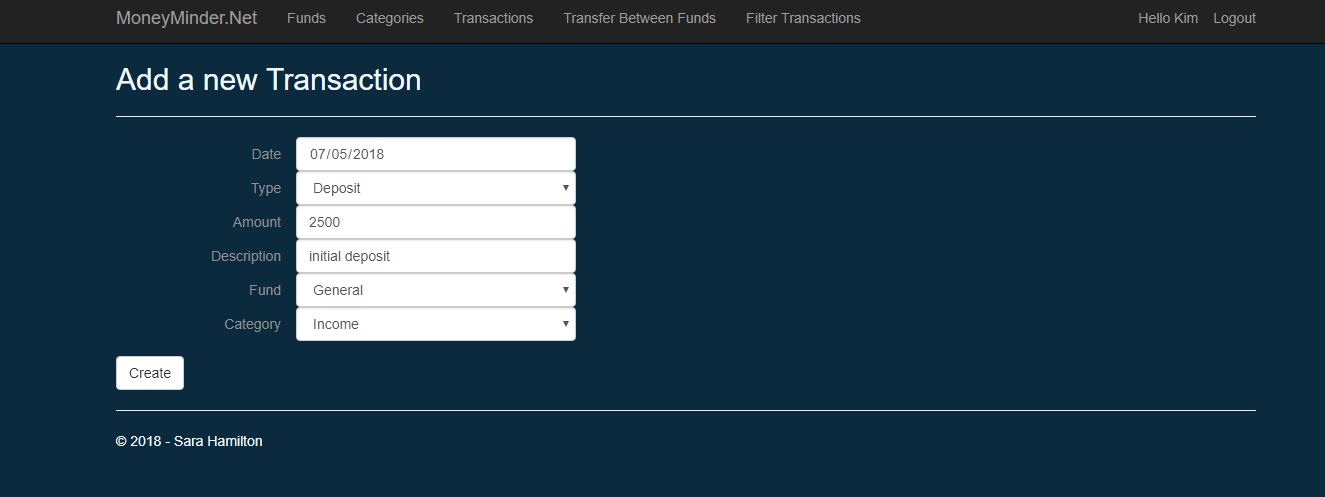 MoneyMinder.Net Funds Categories Transactions Transfer Between Funds Filter Transactions Hello Kim Logout
Add a new Transaction
Date 07/05/2018
Type Deposit
Amount 2500
Description initial deposit
Fund General
Category Income
Create
© 2018 - Sara Hamilton